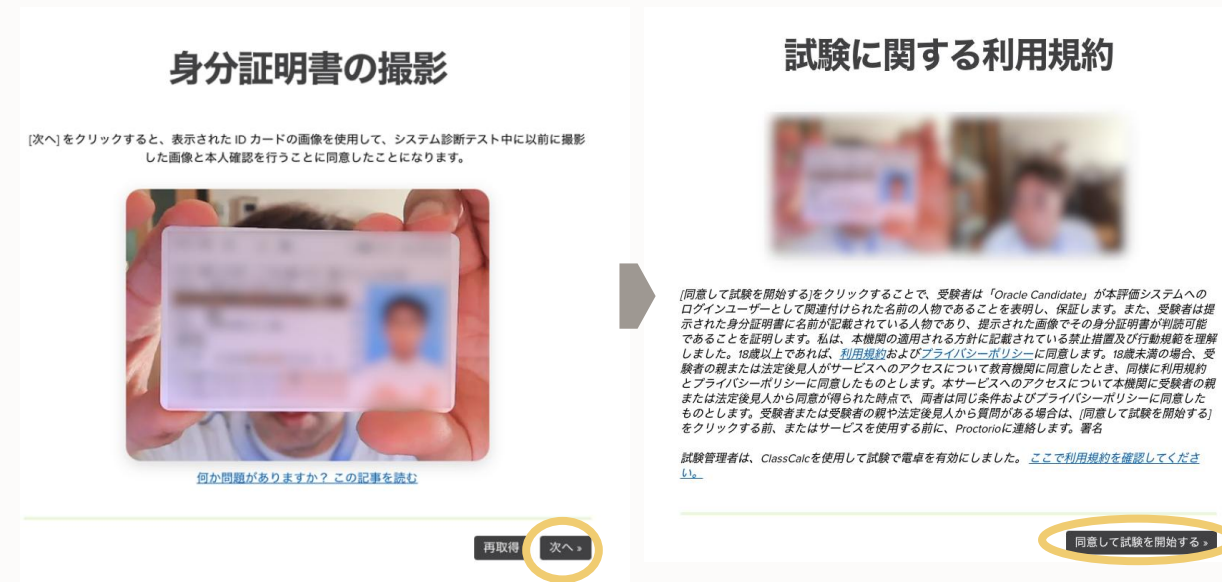 身分証明書の撮影
[次へ] をクリックすると、表示された ID カードの画像を使用して、システム診断テスト中に以前に撮影
した画像と本人確認を行うことに同意したことになります。
何か問題がありますか？ この記事を読む
再取得
次へ »
試験に関する利用規約
[同意して試験を開始する]をクリックすることで、受験者は「Oracle Candidate」が本評価システムへの
ログインユーザーとして関連付けられた名前の人物であることを表明し、保証します。また、受験者は提
示された身分証明書に名前が記載されている人物であり、提示された画像でその身分証明書が判読可能
であることを証明します。私は、本機関の適用される方針に記載されている禁止措置及び行動規範を理解
しました。18歳以上であれば、利用規約およびプライバシーポリシーに同意します。18歳未満の場合、受
験者の親または法定後見人がサービスへのアクセスについて教育機関に同意したとき、同様に利用規約
とプライバシーポリシーに同意したものとします。本サービスへのアクセスについて本機関に受験者の親
または法定後見人から同意が得られた時点で、両者は同じ条件およびプライバシーポリシーに同意した
ものとします。受験者または受験者の親や法定後見人から質問がある場合は、[同意して試験を開始する]
をクリックする前、またはサービスを使用する前に、Proctorioに連絡します。署名
試験管理者は、ClassCalcを使用して試験で電卓を有効にしました。 ここで利用規約を確認してくださ
い。
同意して試験を開始する »